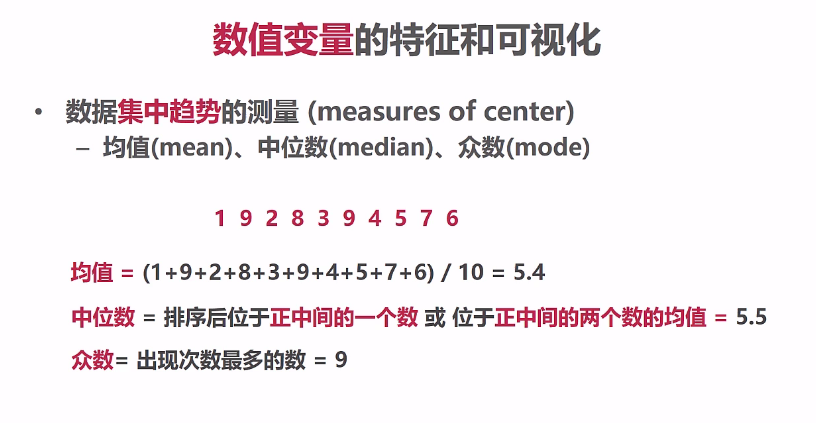 数值变量的特征和可视化
• 数据集中趋势的测量 (measures of center)
– 均值(mean)、中位数(median)、众数(mode)
1 9 2 8 3 9 4 5 7 6
均值 = (1+9+2+8+3+9+4+5+7+6) / 10 = 5.4
中位数 = 排序后位于正中间的一个数 或 位于正中间的两个数的均值 = 5.5
众数= 出现次数最多的数 = 9